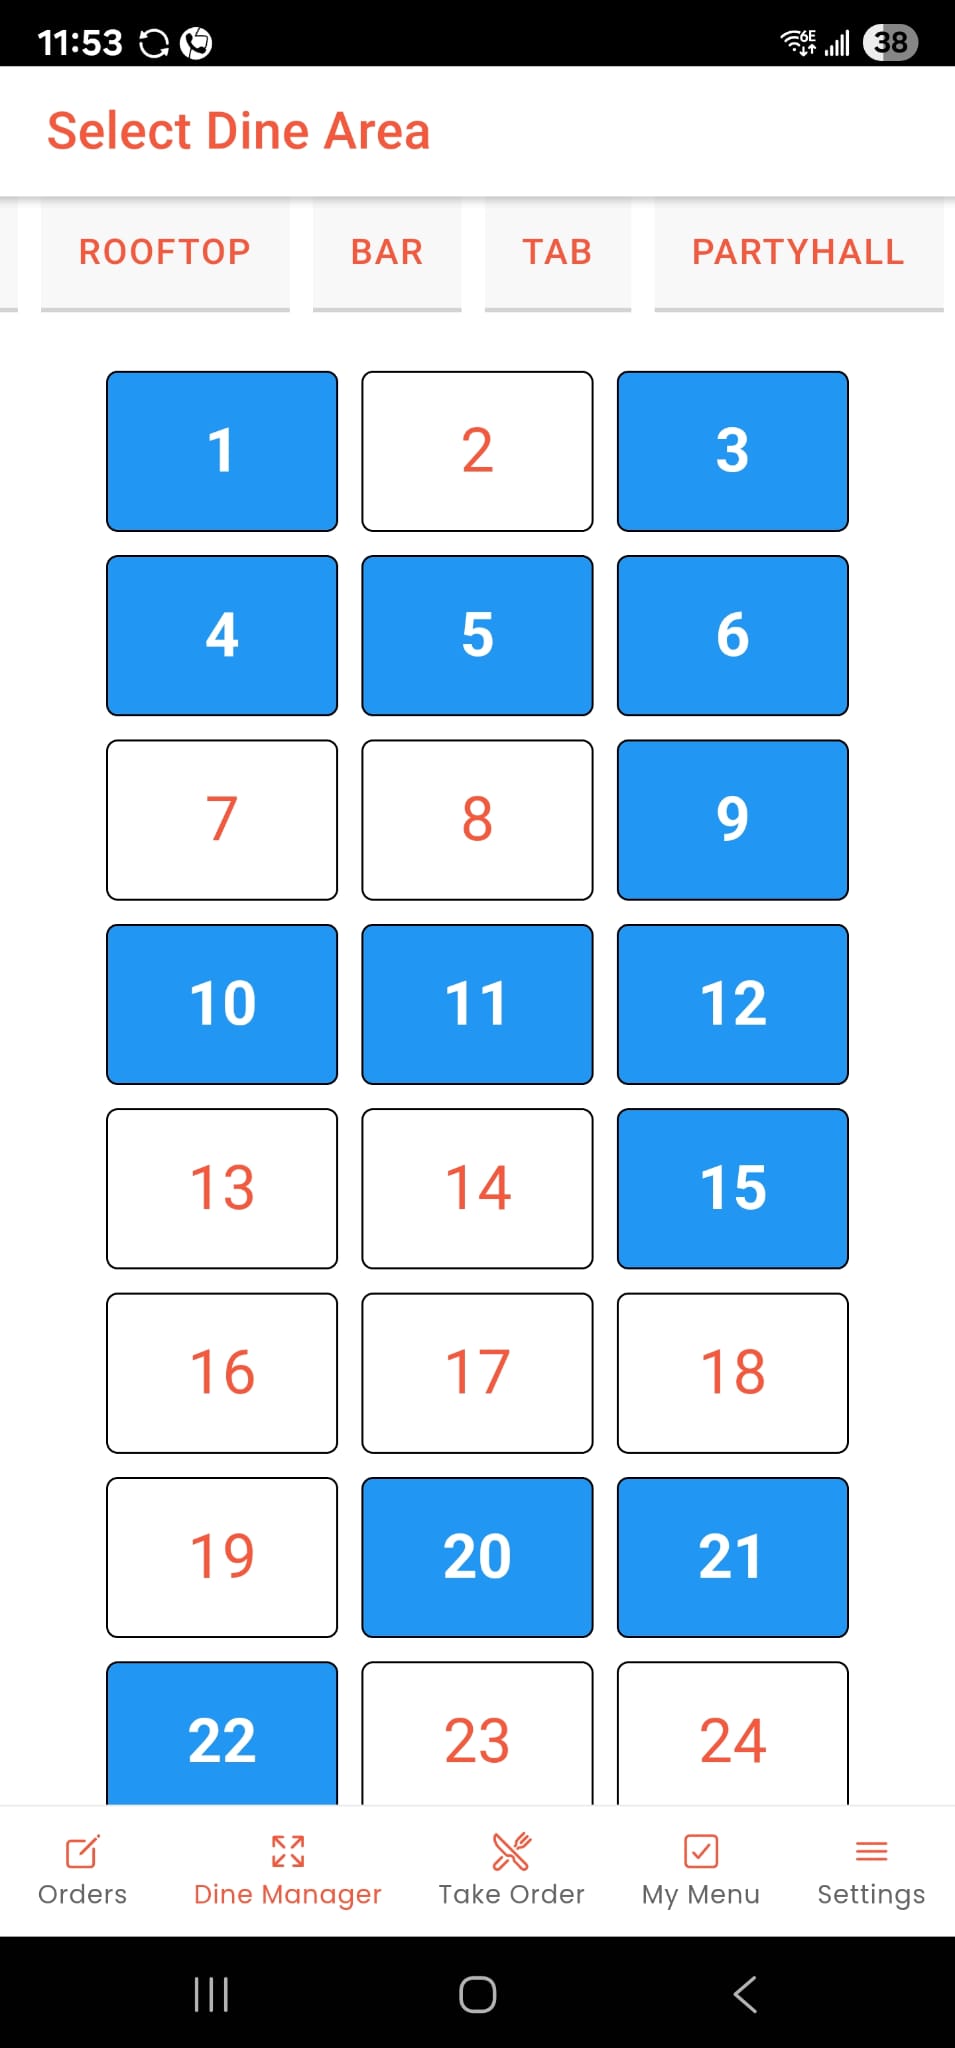 11:53 6E 38
Select Dine Area
ROOFTOP BAR TAB PARTYHALL
1 2 3
4 5 6
7 8 9
10 11 12
13 14 15
16 17 18
19 20 21
22 23 24
Orders Dine Manager Take Order My Menu Settings